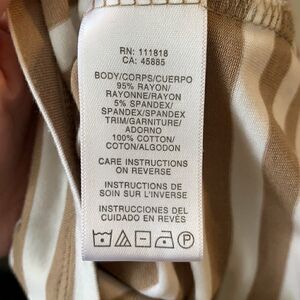 RN: 111818
CA: 45885
BODY/CORPS/CUERPO
95% RAYON/
RAYONNE/RAYON
5% SPANDEX/
SPANDEX/SPANDEX
TRIM/GARNITURE/
ADORNO
100% COTTON/
COTON/ALGODON
CARE INSTRUCTIONS
ON REVERSE
INSTRUCTIONS DE
SOIN SUR L'INVERSE
INSTRUCCIONES DEL
CUIDADO EN REVÉS
P